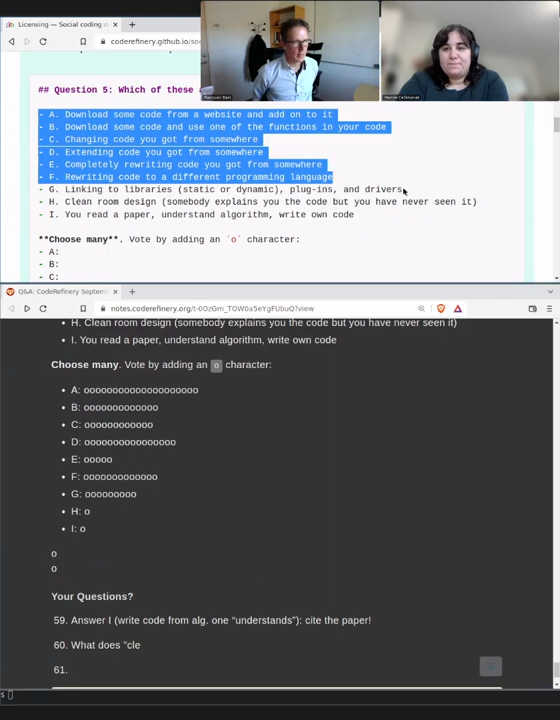 Licensing — Social coding
coderefinery.github.io/so
## Question 5: Which of these a
- A. Download some code from a website and add on to it
- B. Download some code and use one of the functions in your code
- C. Changing code you got from somewhere
- D. Extending code you got from somewhere
- E. Completely rewriting code you got from somewhere
- F. Rewriting code to a different programming language
- G. Linking to libraries (static or dynamic), plug-ins, and drivers
- H. Clean room design (somebody explains you the code but you have never seen it)
- I. You read a paper, understand algorithm, write own code
**Choose many**. Vote by adding an `o` character:
- A:
- B:
- C:
Q&A: CodeRefinery Septem
notes.coderefinery.org/t-0OzGm_TOW0a5eYgFUbuQ?view
• H. Clean room design (somebody explains you the code but you have never seen it)
• I. You read a paper, understand algorithm, write own code
Choose many. Vote by adding an o character:
• A: oooooooooooooooooooo
• B: ooooooooooooo
• C: oooooooooooo
• D: oooooooooooooooo
• E: ooooo
• F: ooooooooooooo
• G: ooooooooo
• H: o
• I: o
o
o
Your Questions?
59. Answer I (write code from alg. one “understands”): cite the paper!
60. What does “cle
61.
$